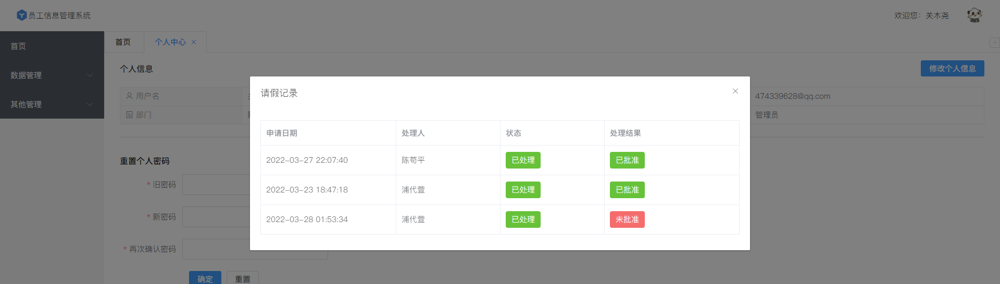 员工信息管理系统
欢迎您：关木尧
首页
数据管理
其他管理
首页
个人中心
个人信息
修改个人信息
用户名
474339628@qq.com
部门
管理员
重置个人密码
* 旧密码
* 新密码
* 再次确认密码
确定 重置
请假记录
申请日期 处理人 状态 处理结果
2022-03-27 22:07:40 陈苟平 已处理 已批准
2022-03-23 18:47:18 浦代萱 已处理 已批准
2022-03-28 01:53:34 浦代萱 已处理 未批准